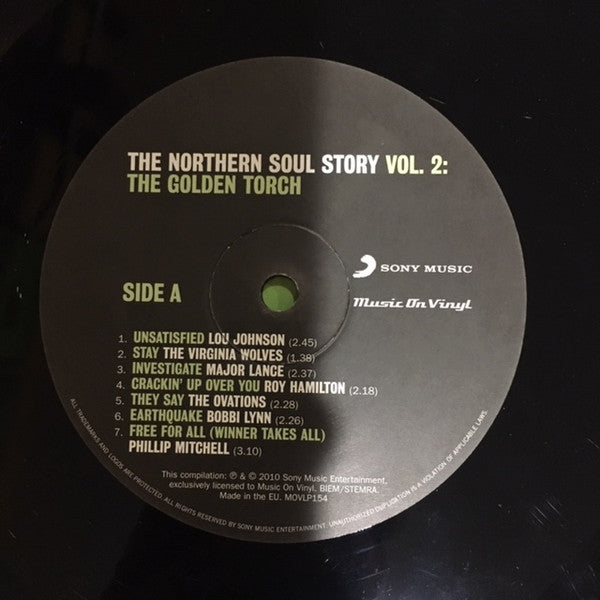 THE NORTHERN SOUL STORY VOL. 2:
THE GOLDEN TORCH
SONY MUSIC
SIDE A
Music On Vinyl
1. UNSATISFIED LOU JOHNSON (2.45)
2. STAY THE VIRGINIA WOLVES (1.38)
3. INVESTIGATE MAJOR LANCE (2.37)
4. CRACKIN' UP OVER YOU ROY HAMILTON (2.18)
5. THEY SAY THE OVATIONS (2.28)
6. EARTHQUAKE BOBBI LYNN (2.26)
7. FREE FOR ALL (WINNER TAKES ALL)
PHILLIP MITCHELL (3.10)
This compilation: ℗ & © 2010 Sony Music Entertainment,
exclusively licensed to Music On Vinyl. BIEM/STEMRA.
Made in the EU. MOVLP154
ALL TRADEMARKS AND LOGOS ARE PROTECTED. ALL RIGHTS RESERVED BY SONY MUSIC ENTERTAINMENT. UNAUTHORIZED DUPLICATION IS A VIOLATION OF APPLICABLE LAWS.